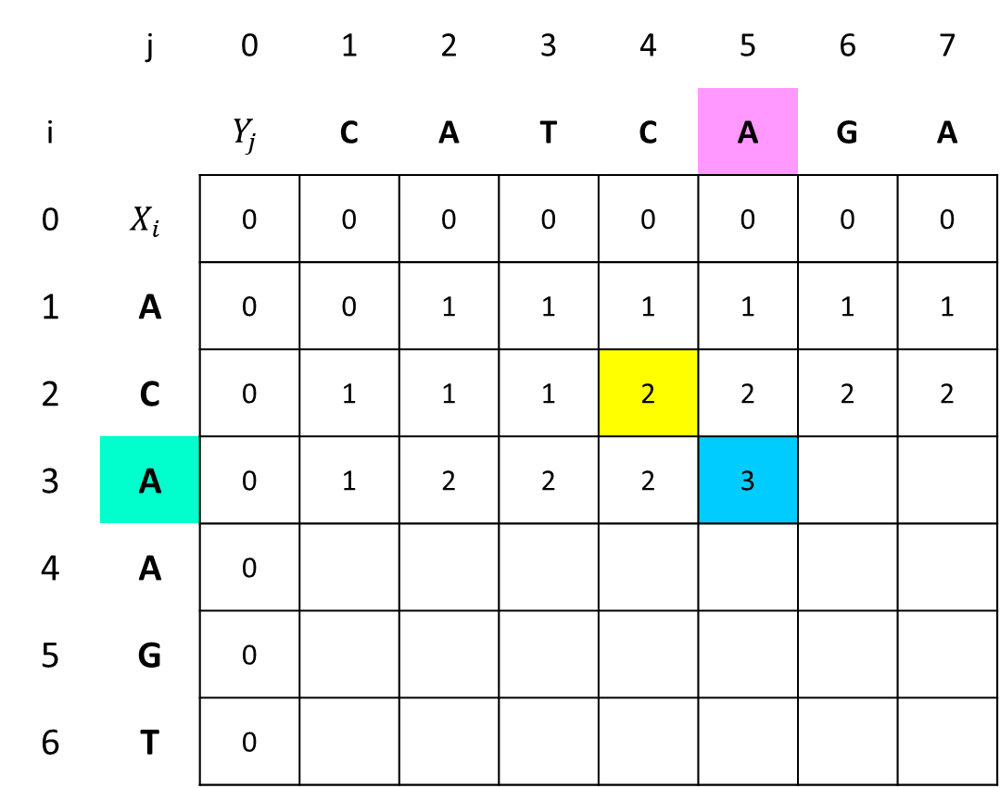 j 0 1 2 3 4 5 6 7
i Yj C A T C A G A
0 Xi 0 0 0 0 0 0 0 0
1 A 0 0 1 1 1 1 1 1
2 C 0 1 1 1 2 2 2 2
3 A 0 1 2 2 2 3
4 A 0
5 G 0
6 T 0